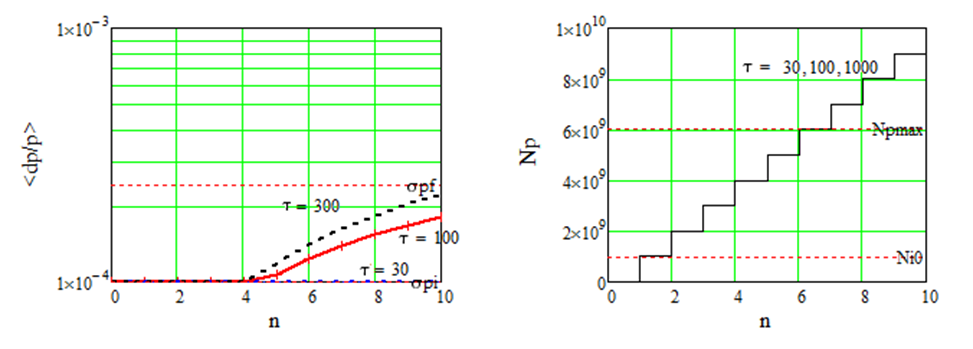 1×10⁻³
<dp/p>
σpf
τ = 300
τ = 100
τ = 30
1×10⁻⁴
σpi
0 2 4 6 8 10
n
1×10¹⁰
τ = 30,100,1000
8×10⁹
Npmax
6×10⁹
Np
4×10⁹
2×10⁹
Ni0
0
0 2 4 6 8 10
n